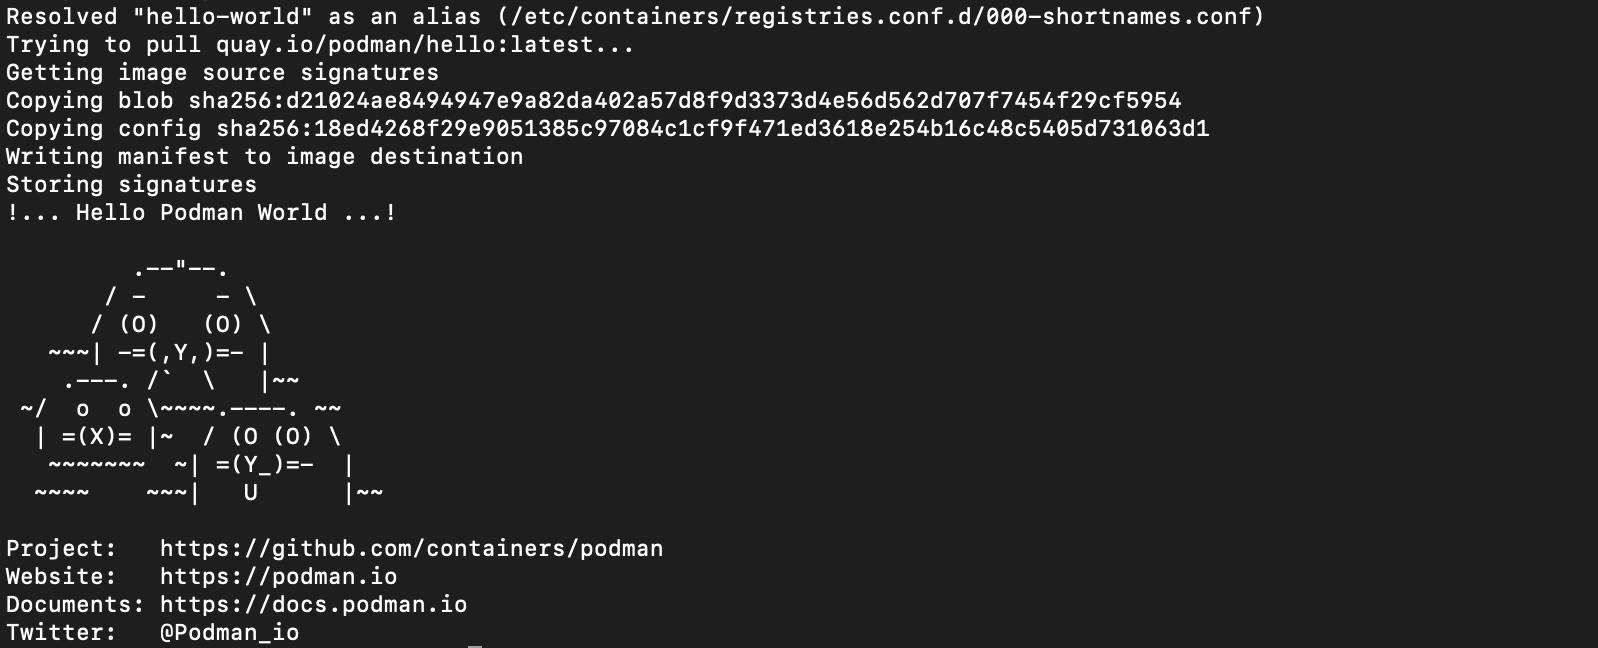 Resolved "hello-world" as an alias (/etc/containers/registries.conf.d/000-shortnames.conf)
Trying to pull quay.io/podman/hello:latest...
Getting image source signatures
Copying blob sha256:d21024ae8494947e9a82da402a57d8f9d3373d4e56d562d707f7454f29cf5954
Copying config sha256:18ed4268f29e9051385c97084c1cf9f471ed3618e254b16c48c5405d731063d1
Writing manifest to image destination
Storing signatures
!... Hello Podman World ...!

         .--"--.
       / -     - \
      / (O)   (O) \
   ~~~| -=(,Y,)=- |
    .---. /`  \   |~~
 ~/  o  o \~~~~.----. ~~
  | =(X)= |~  / (O (O) \
   ~~~~~~~  ~| =(Y_)=-  |
  ~~~~    ~~~|   U      |~~

Project:   https://github.com/containers/podman
Website:   https://podman.io
Documents: https://docs.podman.io
Twitter:   @Podman_io